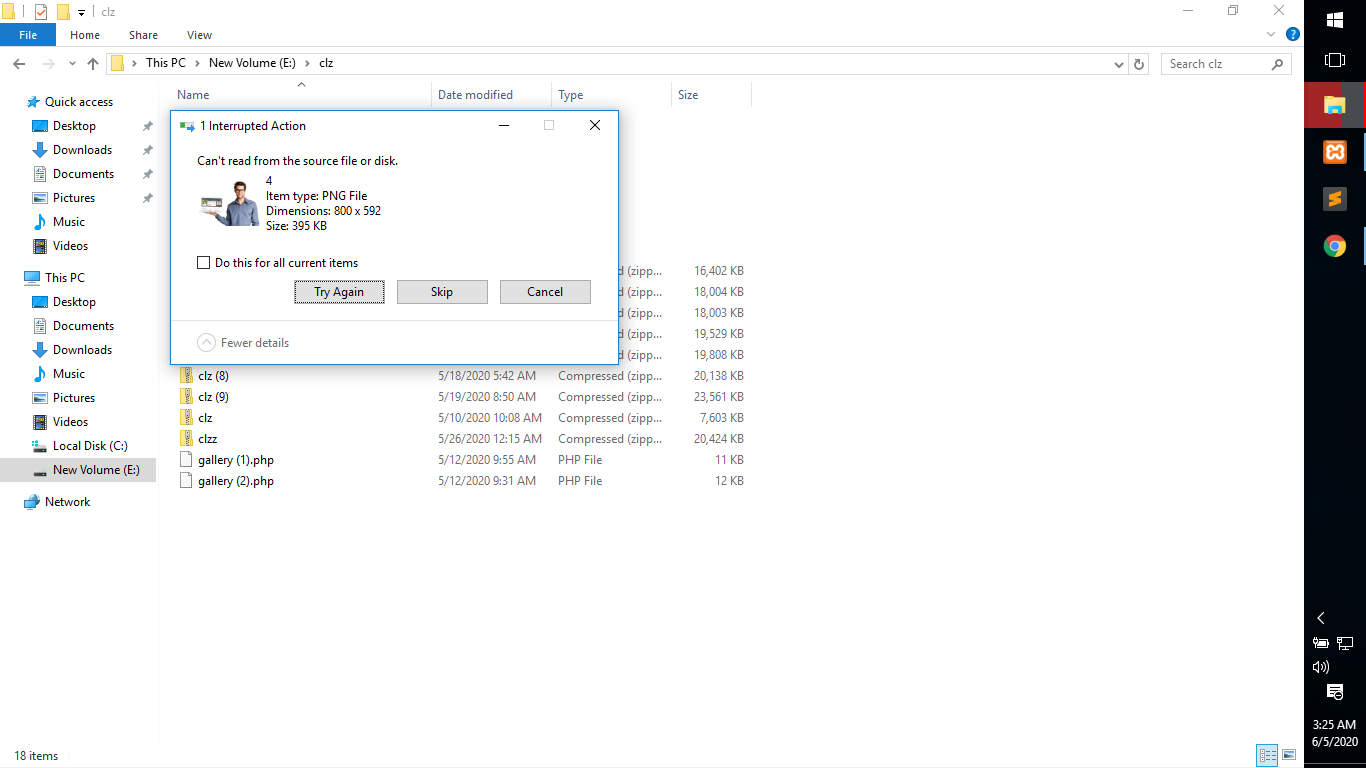 clz
File Home Share View
This PC New Volume (E:) clz
Search clz
Quick access
Desktop
Downloads
Documents
Pictures
Music
Videos
This PC
Desktop
Documents
Downloads
Music
Pictures
Videos
Local Disk (C:)
New Volume (E:)
Network
Name Date modified Type Size
1 Interrupted Action
Can't read from the source file or disk.
4
Item type: PNG File
Dimensions: 800 x 592
Size: 395 KB
Do this for all current items
Try Again Skip Cancel
Fewer details
d (zipp... 16,402 KB
d (zipp... 18,004 KB
d (zipp... 18,003 KB
d (zipp... 19,529 KB
d (zipp... 19,808 KB
clz (8) 5/18/2020 5:42 AM Compressed (zipp... 20,138 KB
clz (9) 5/19/2020 8:50 AM Compressed (zipp... 23,561 KB
clz 5/10/2020 10:08 AM Compressed (zipp... 7,603 KB
clzz 5/26/2020 12:15 AM Compressed (zipp... 20,424 KB
gallery (1).php 5/12/2020 9:55 AM PHP File 11 KB
gallery (2).php 5/12/2020 9:31 AM PHP File 12 KB
18 items
3:25 AM
6/5/2020